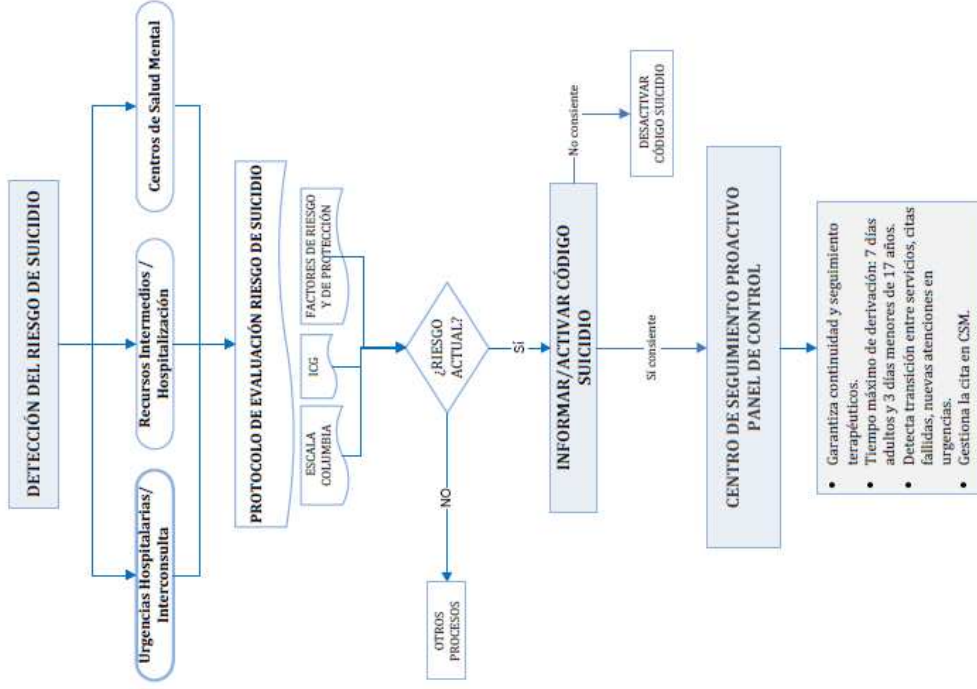 DETECCIÓN DEL RIESGO DE SUICIDIO
Urgencias Hospitalarias/
Interconsulta
Recursos Intermedios /
Hospitalización
Centros de Salud Mental
PROTOCOLO DE EVALUACIÓN RIESGO DE SUICIDIO
ESCALA
COLUMBIA
ICG
FACTORES DE RIESGO
Y DE PROTECCIÓN
¿RIESGO
ACTUAL?
NO
SÍ
OTROS
PROCESOS
INFORMAR/ACTIVAR CÓDIGO
SUICIDIO
No consiente
DESACTIVAR
CÓDIGO SUICIDIO
Sí consiente
CENTRO DE SEGUIMIENTO PROACTIVO
PANEL DE CONTROL
• Garantiza continuidad y seguimiento
terapéuticos.
• Tiempo máximo de derivación: 7 días
adultos y 3 días menores de 17 años.
• Detecta transición entre servicios, citas
fallidas, nuevas atenciones en
urgencias.
• Gestiona la cita en CSM.